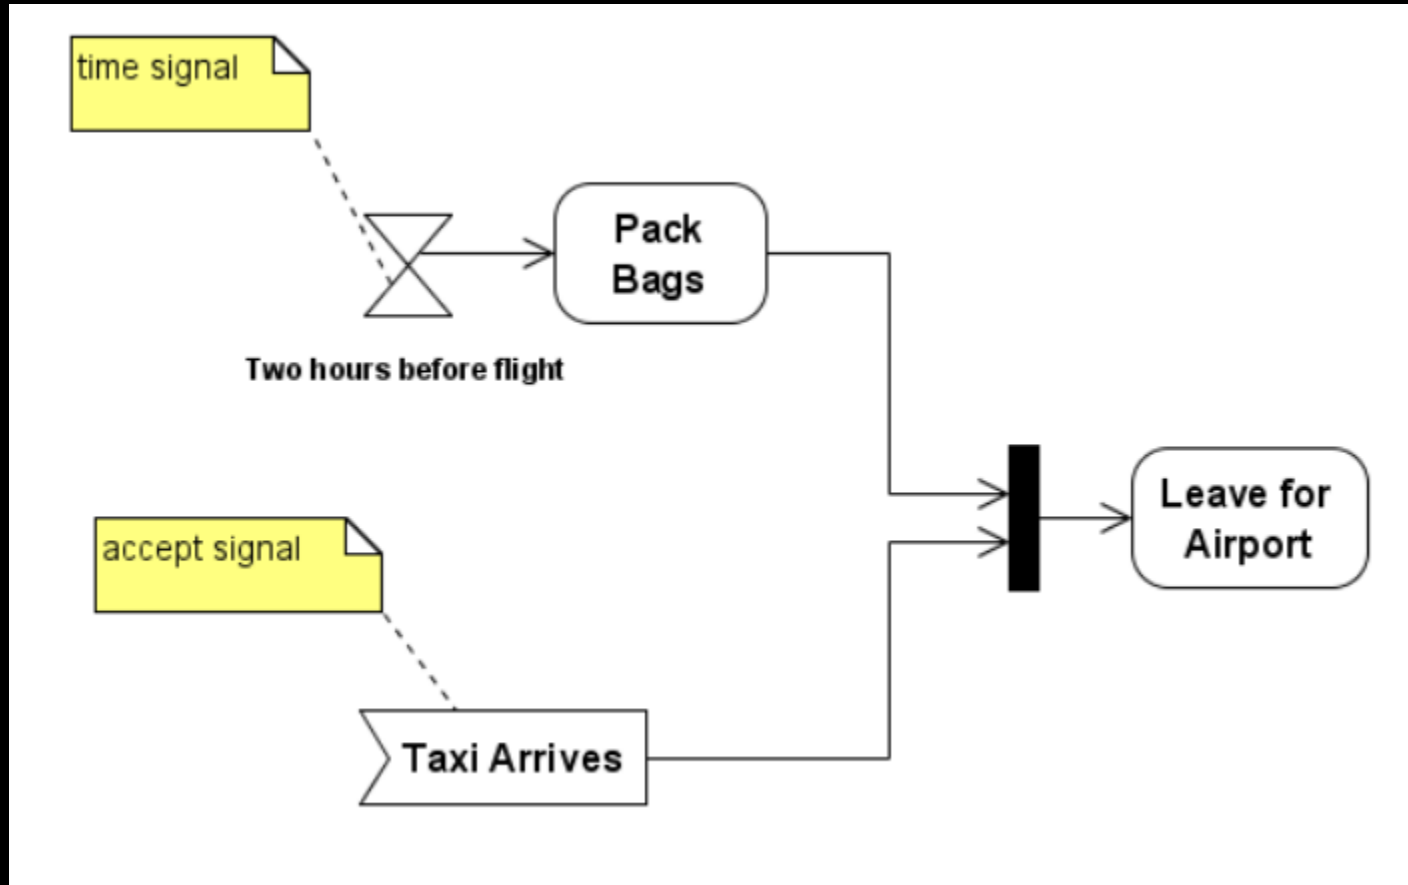 time signal
Pack
Bags
Two hours before flight
Leave for
Airport
accept signal
Taxi Arrives